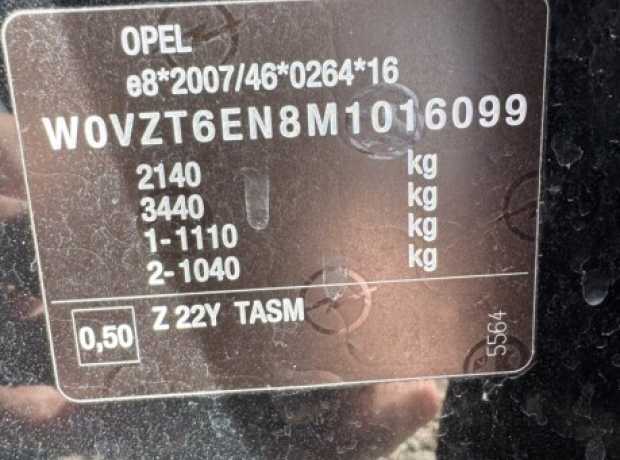 OPEL
e8*2007/46*0264*16
W0VZT6EN8M1016099
2140 kg
3440 kg
1-1110 kg
2-1040 kg
0,50 Z 22Y TASM
5564